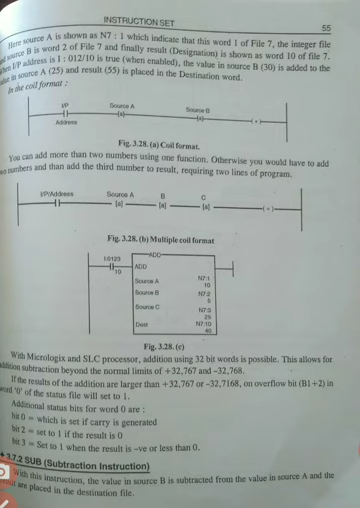 INSTRUCTION SET
55
Here source A is shown as N7 : 1 which indicate that this word 1 of File 7, the integer file
source B is word 2 of File 7 and finally result (Designation) is shown as word 10 of file 7.
When I/P address is I : 012/10 is true (when enabled), the value in source B (30) is added to the
value in source A (25) and result (55) is placed in the Destination word.
In the coil format :
I/P
Source A
Source B
Address
Fig. 3.28. (a) Coil format.
You can add more than two numbers using one function. Otherwise you would have to add
two numbers and than add the third number to result, requiring two lines of program.
I/P/Address
Source A
B
C
[a]
[a]
[a]
Fig. 3.28. (b) Multiple coil format
I:0123
10
ADD
ADD
Source A
N7:1
10
Source B
N7:2
5
Source C
N7:3
25
Dest
N7:10
40
Fig. 3.28. (c)
With Micrologix and SLC processor, addition using 32 bit words is possible. This allows for
addition subtraction beyond the normal limits of +32,767 and –32,768.
If the results of the addition are larger than +32,767 or –32,7168, on overflow bit (B1+2) in
word '0' of the status file will set to 1.
Additional status bits for word 0 are :
bit 0 = which is set if carry is generated
bit 2 = set to 1 if the result is 0
bit 3 = Set to 1 when the result is –ve or less than 0.
3.7.2 SUB (Subtraction Instruction)
With this instruction, the value in source B is subtracted from the value in source A and the
result are placed in the destination file.